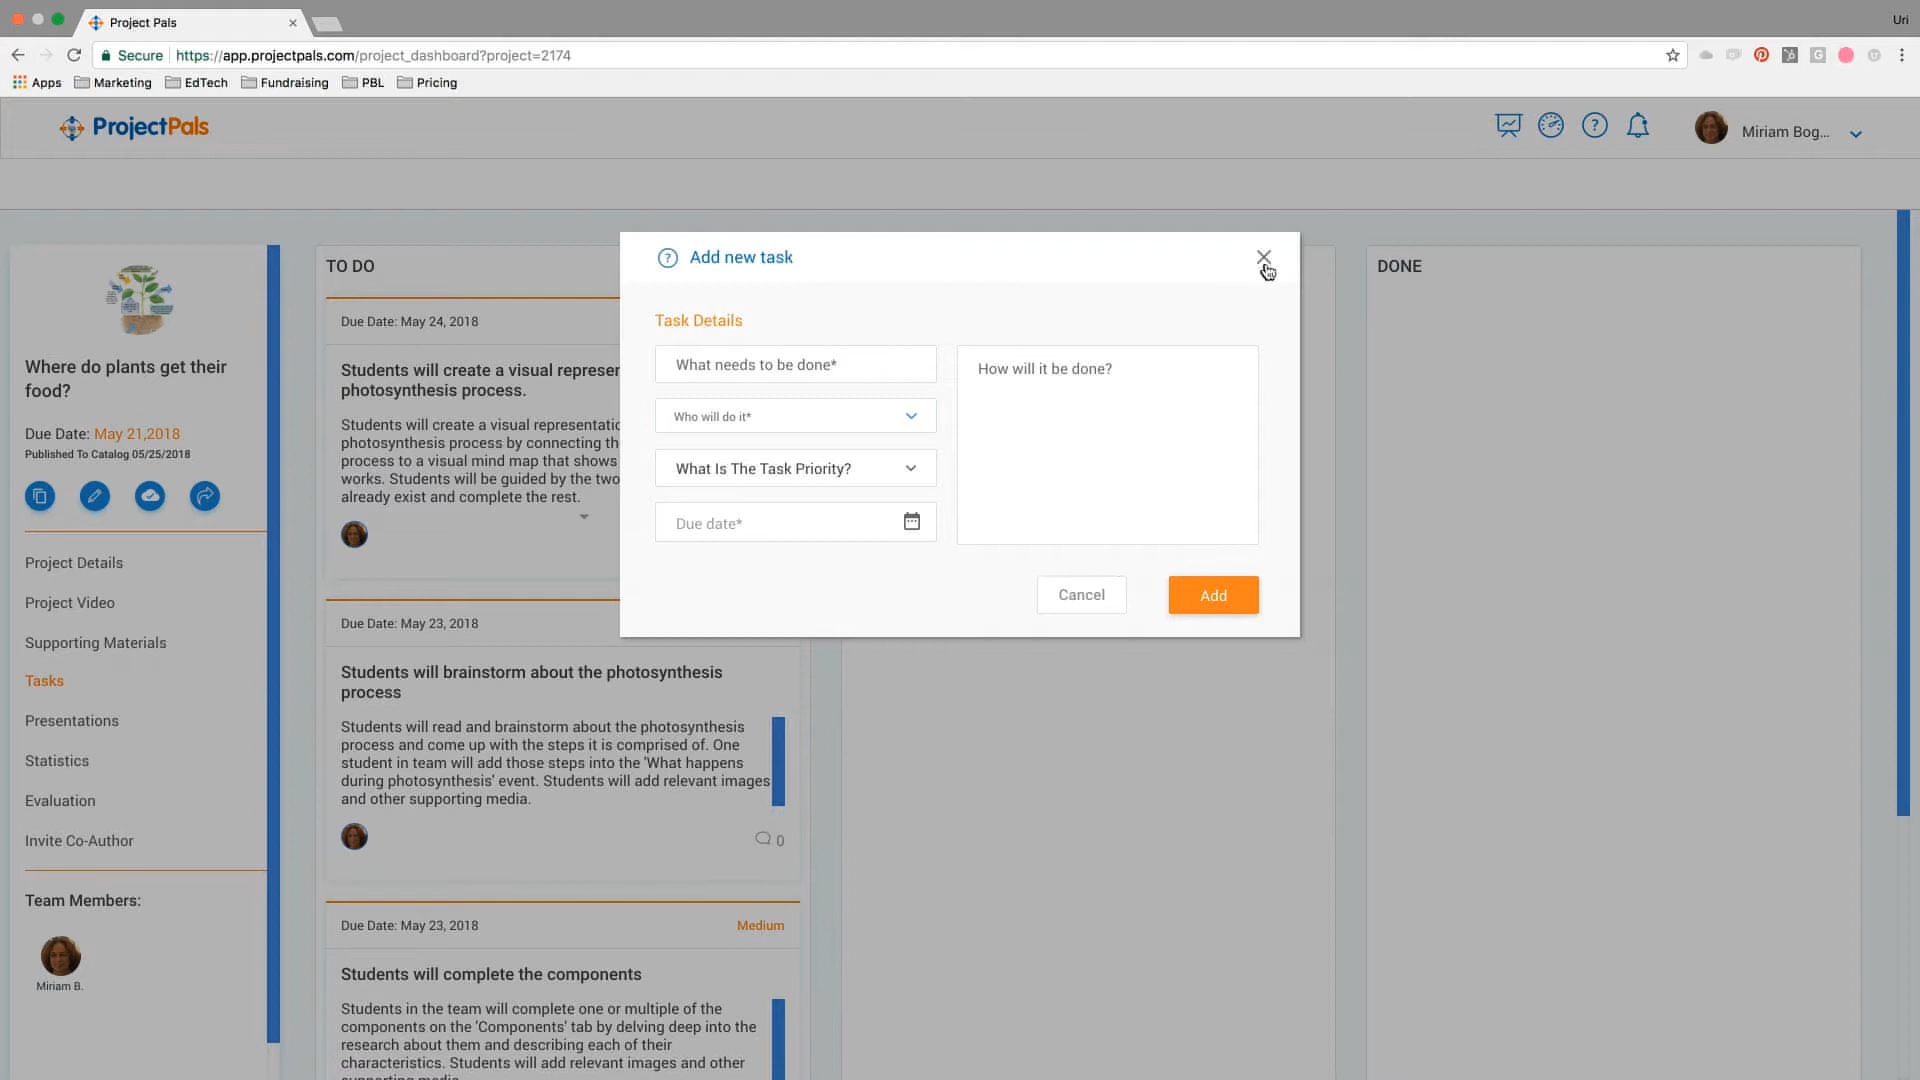 Project Pals
Uri
Secure
https://app.projectpals.com/project_dashboard?project=2174
Apps
Marketing
EdTech
Fundraising
PBL
Pricing
ProjectPals
Miriam Bog...
Where do plants get their
food?
Due Date: May 21,2018
Published To Catalog 05/25/2018
Project Details
Project Video
Supporting Materials
Tasks
Presentations
Statistics
Evaluation
Invite Co-Author
Team Members:
Miriam B.
TO DO
Due Date: May 24, 2018
Students will create a visual represen
photosynthesis process.
Students will create a visual representatio
photosynthesis process by connecting th
process to a visual mind map that shows
works. Students will be guided by the two
already exist and complete the rest.
Due Date: May 23, 2018
Students will brainstorm about the photosynthesis
process
Students will read and brainstorm about the photosynthesis
process and come up with the steps it is comprised of. One
student in team will add those steps into the 'What happens
during photosynthesis' event. Students will add relevant images
and other supporting media.
0
Due Date: May 23, 2018
Medium
Students will complete the components
Students in the team will complete one or multiple of the
components on the 'Components' tab by delving deep into the
research about them and describing each of their
characteristics. Students will add relevant images and other
Add new task
Task Details
What needs to be done*
Who will do it*
What Is The Task Priority?
Due date*
How will it be done?
Cancel
Add
DONE